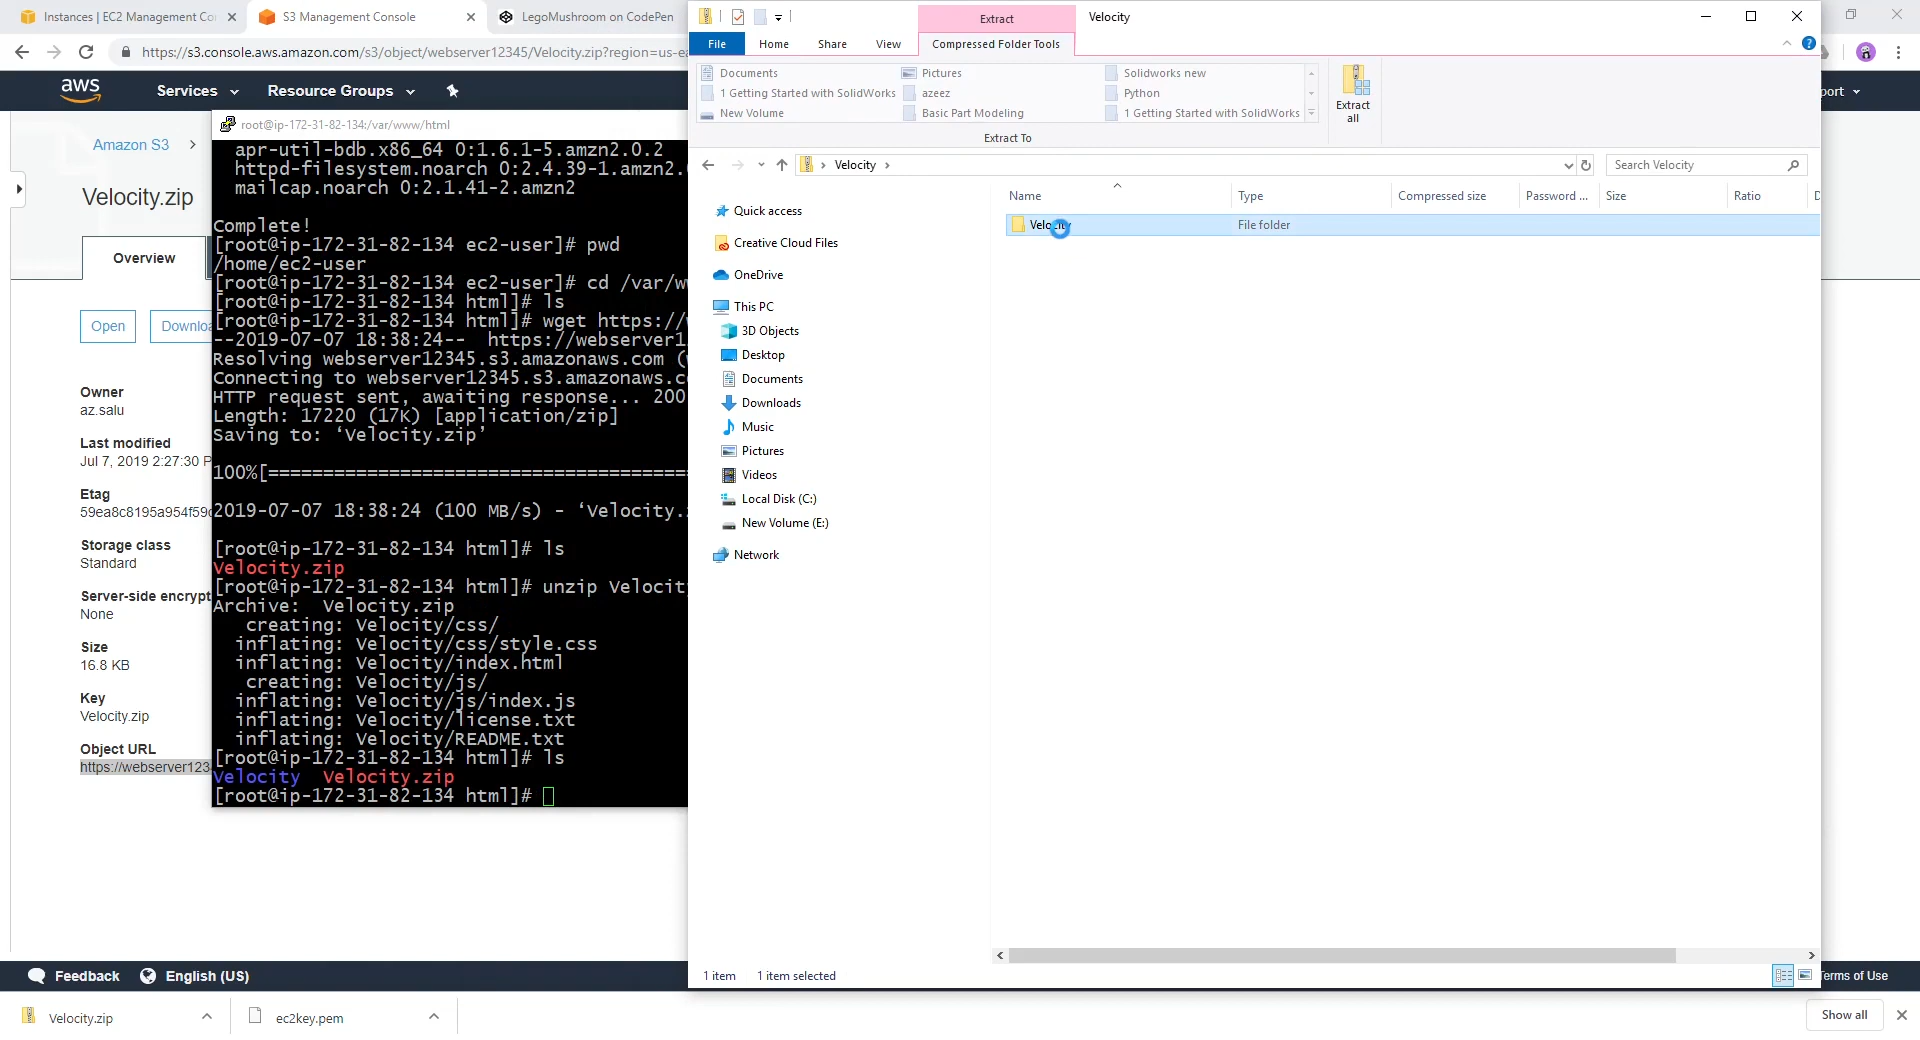 Instances | EC2 Management Co
S3 Management Console
LegoMushroom on CodePen
https://s3.console.aws.amazon.com/s3/object/webserver12345/Velocity.zip?region=us-ea
aws
Services
Resource Groups
port
Amazon S3
Velocity.zip
Overview
Open
Downloa
Owner
az.salu
Last modified
Jul 7, 2019 2:27:30 P
Etag
59ea8c8195a954f59c
Storage class
Standard
Server-side encrypt
None
Size
16.8 KB
Key
Velocity.zip
Object URL
https://webserver123
root@ip-172-31-82-134:/var/www/html
apr-util-bdb.x86_64 0:1.6.1-5.amzn2.0.2
httpd-filesystem.noarch 0:2.4.39-1.amzn2.
mailcap.noarch 0:2.1.41-2.amzn2
Complete!
[root@ip-172-31-82-134 ec2-user]# pwd
/home/ec2-user
[root@ip-172-31-82-134 ec2-user]# cd /var/w
[root@ip-172-31-82-134 html]# ls
[root@ip-172-31-82-134 html]# wget https://
--2019-07-07 18:38:24-- https://webserver1
Resolving webserver12345.s3.amazonaws.com (
Connecting to webserver12345.s3.amazonaws.c
HTTP request sent, awaiting response... 200
Length: 17220 (17K) [application/zip]
Saving to: ‘Velocity.zip’
100%[======================================
2019-07-07 18:38:24 (100 MB/s) - ‘Velocity.
[root@ip-172-31-82-134 html]# ls
Velocity.zip
[root@ip-172-31-82-134 html]# unzip Velocit
Archive: Velocity.zip
creating: Velocity/css/
inflating: Velocity/css/style.css
inflating: Velocity/index.html
creating: Velocity/js/
inflating: Velocity/js/index.js
inflating: Velocity/license.txt
inflating: Velocity/README.txt
[root@ip-172-31-82-134 html]# ls
Velocity Velocity.zip
[root@ip-172-31-82-134 html]#
Extract
Velocity
File
Home
Share
View
Compressed Folder Tools
Documents
Pictures
Solidworks new
1 Getting Started with SolidWorks
azeez
Python
New Volume
Basic Part Modeling
1 Getting Started with SolidWorks
Extract To
Extract
all
Velocity
Search Velocity
Name
Type
Compressed size
Password ...
Size
Ratio
D
Velocity
File folder
Quick access
Creative Cloud Files
OneDrive
This PC
3D Objects
Desktop
Documents
Downloads
Music
Pictures
Videos
Local Disk (C:)
New Volume (E:)
Network
1 item
1 item selected
Feedback
English (US)
Terms of Use
Velocity.zip
ec2key.pem
Show all